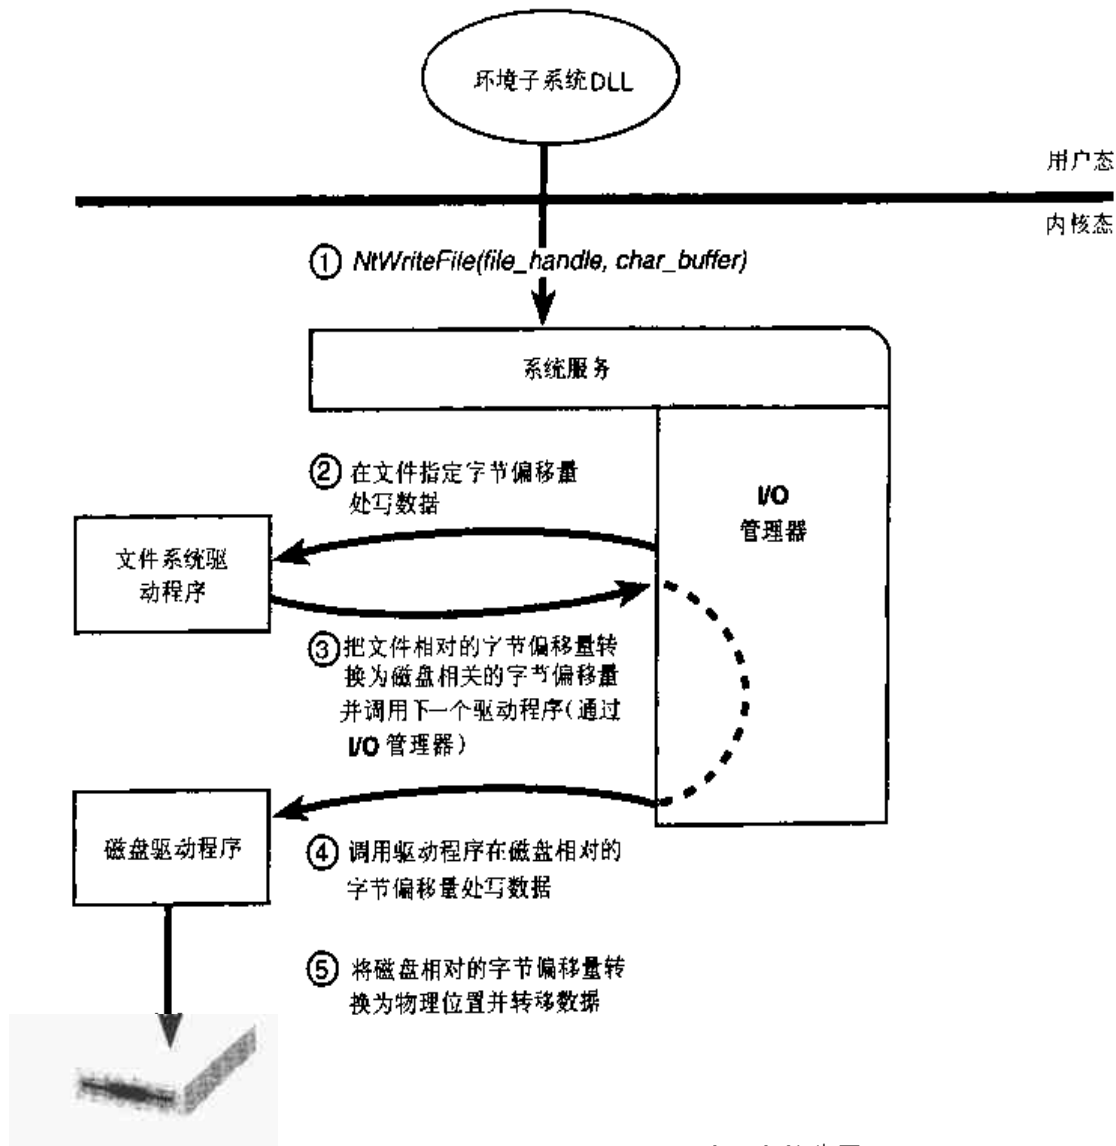 环境子系统DLL
用户态
内核态
① NtWriteFile(file_handle, char_buffer)
系统服务
② 在文件指定字节偏移量
处写数据
I/O
管理器
文件系统驱
动程序
③ 把文件相对的字节偏移量转
换为磁盘相关的字节偏移量
并调用下一个驱动程序(通过
I/O 管理器)
磁盘驱动程序
④ 调用驱动程序在磁盘相对的
字节偏移量处写数据
⑤ 将磁盘相对的字节偏移量转
换为物理位置并转移数据